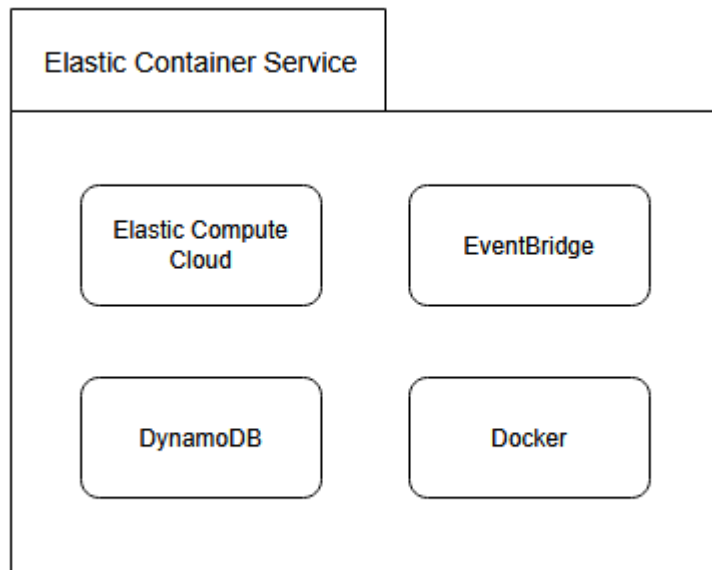 Elastic Container Service
Elastic Compute
Cloud
EventBridge
DynamoDB
Docker